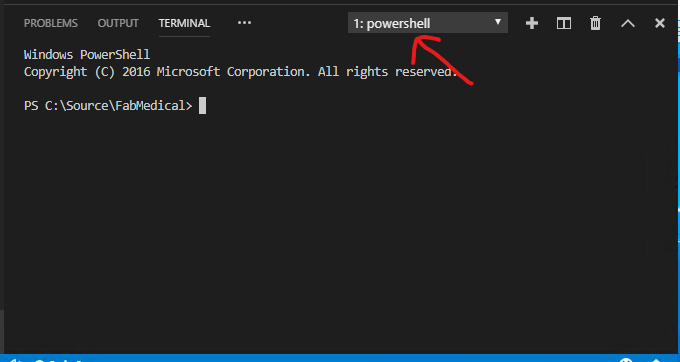 PROBLEMS OUTPUT TERMINAL ... 1: powershell
Windows PowerShell
Copyright (C) 2016 Microsoft Corporation. All rights reserved.
PS C:\Source\FabMedical>